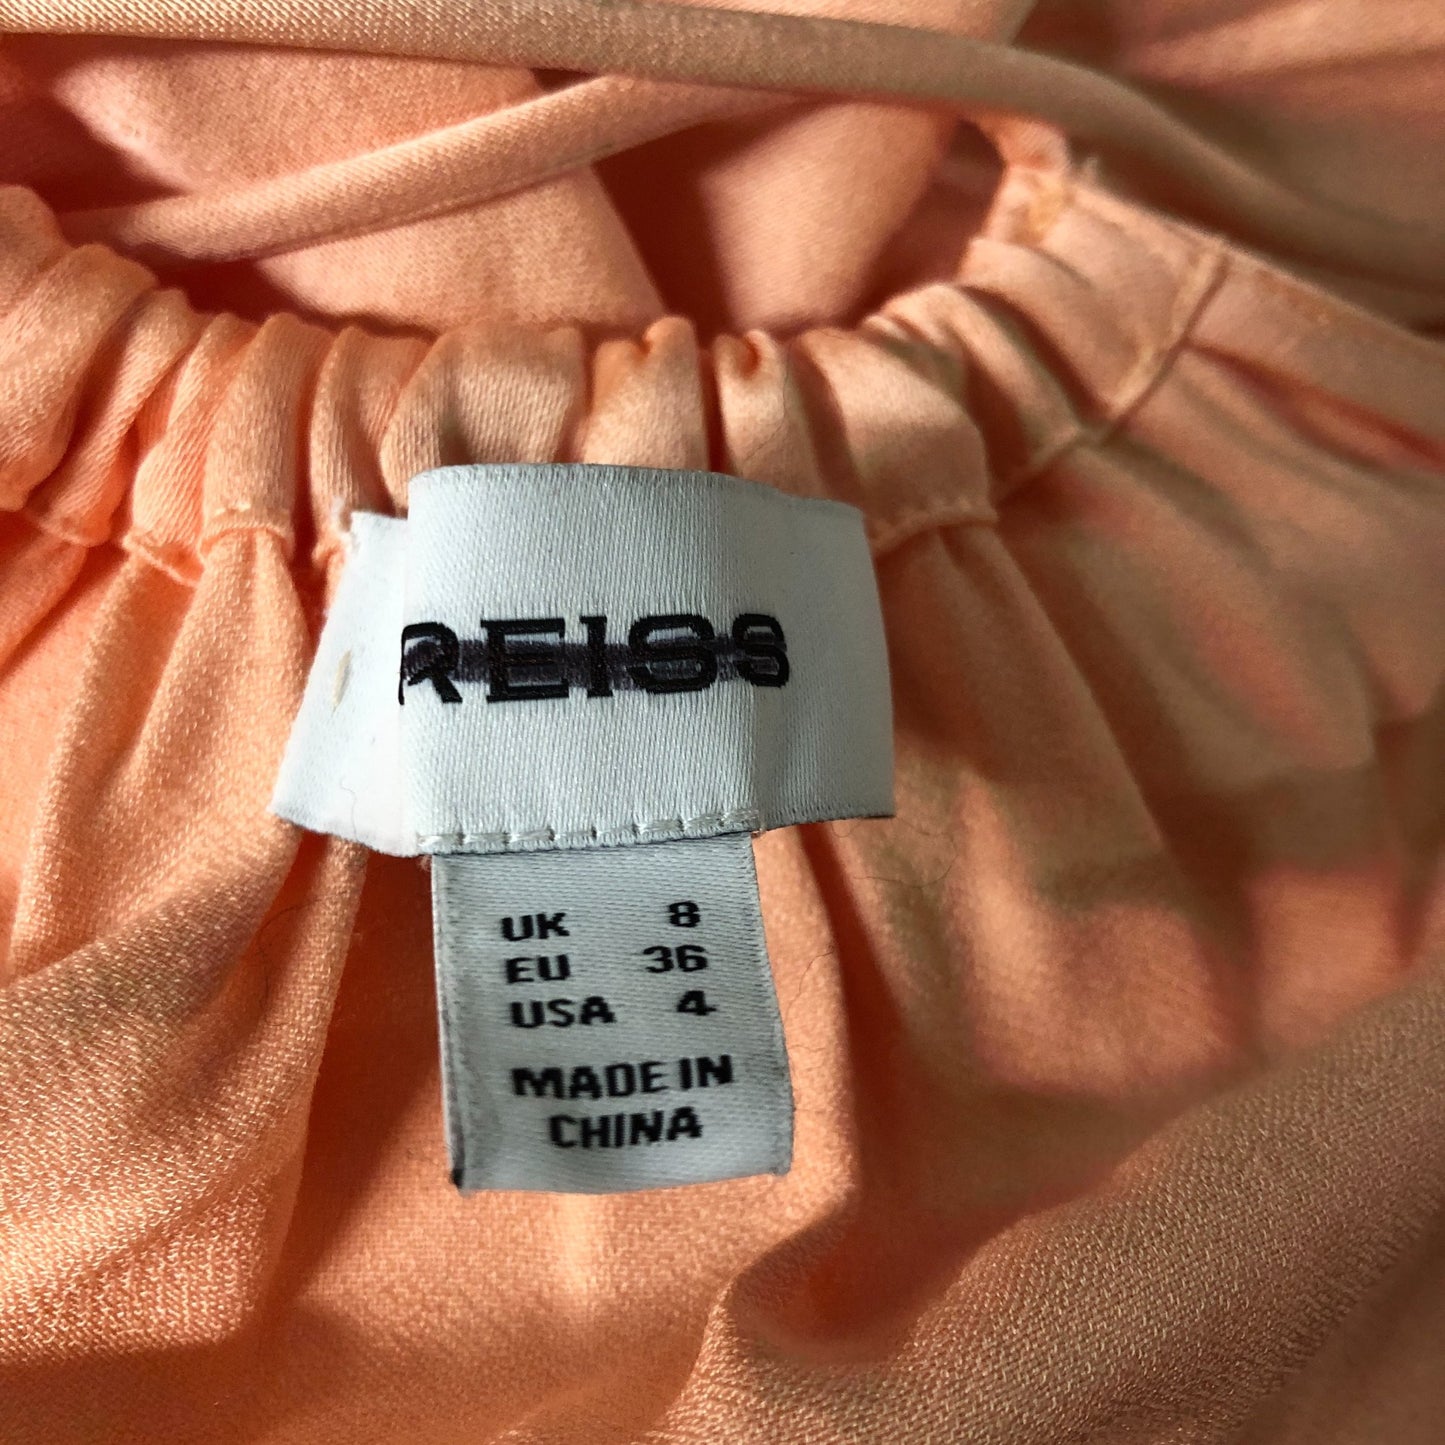 REISS
UK 8
EU 36
USA 4
MADE IN
CHINA